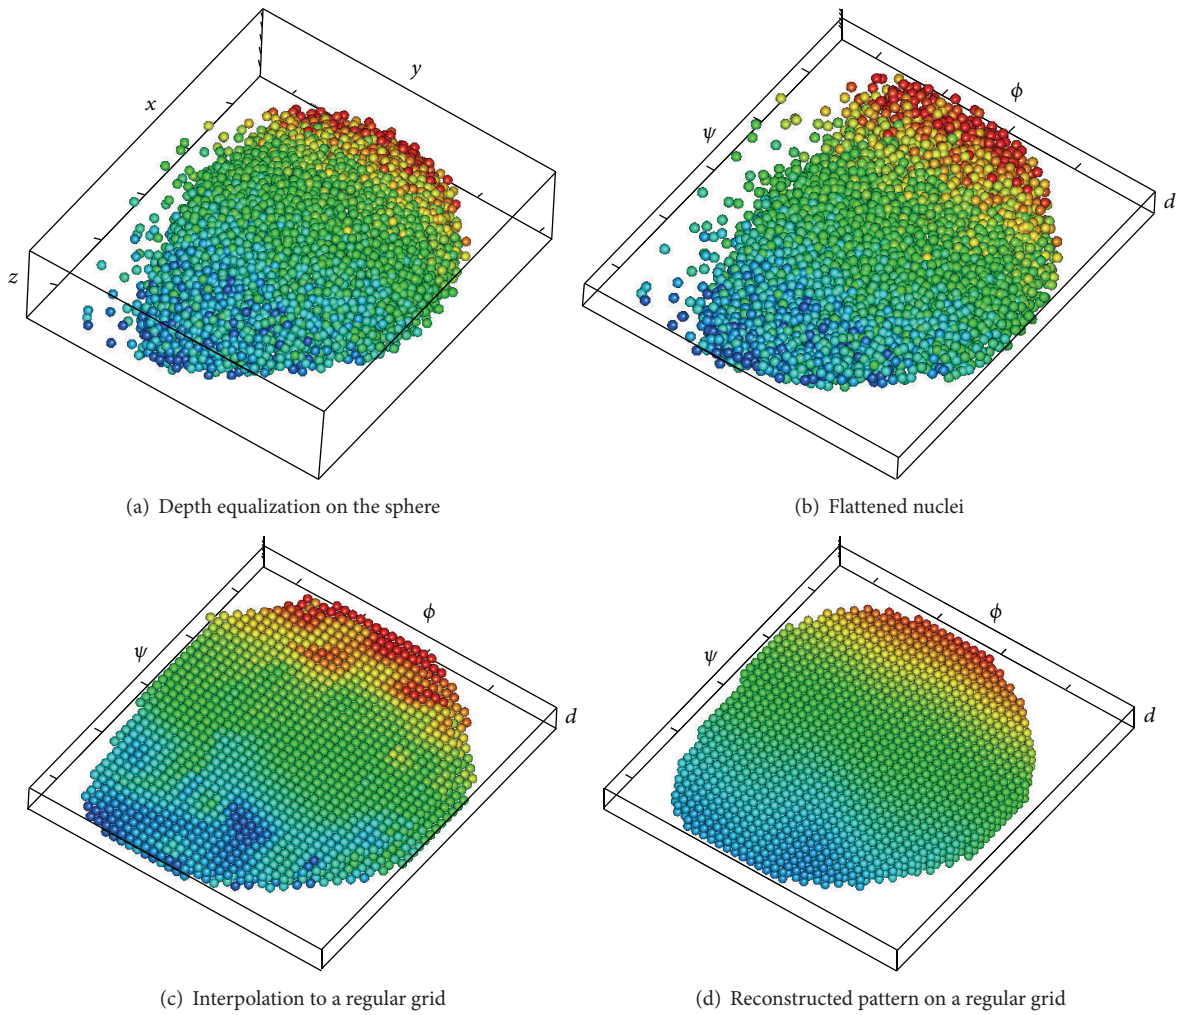 y
x
z
(a) Depth equalization on the sphere
ϕ
ψ
d
(b) Flattened nuclei
ϕ
ψ
d
(c) Interpolation to a regular grid
ϕ
ψ
d
(d) Reconstructed pattern on a regular grid